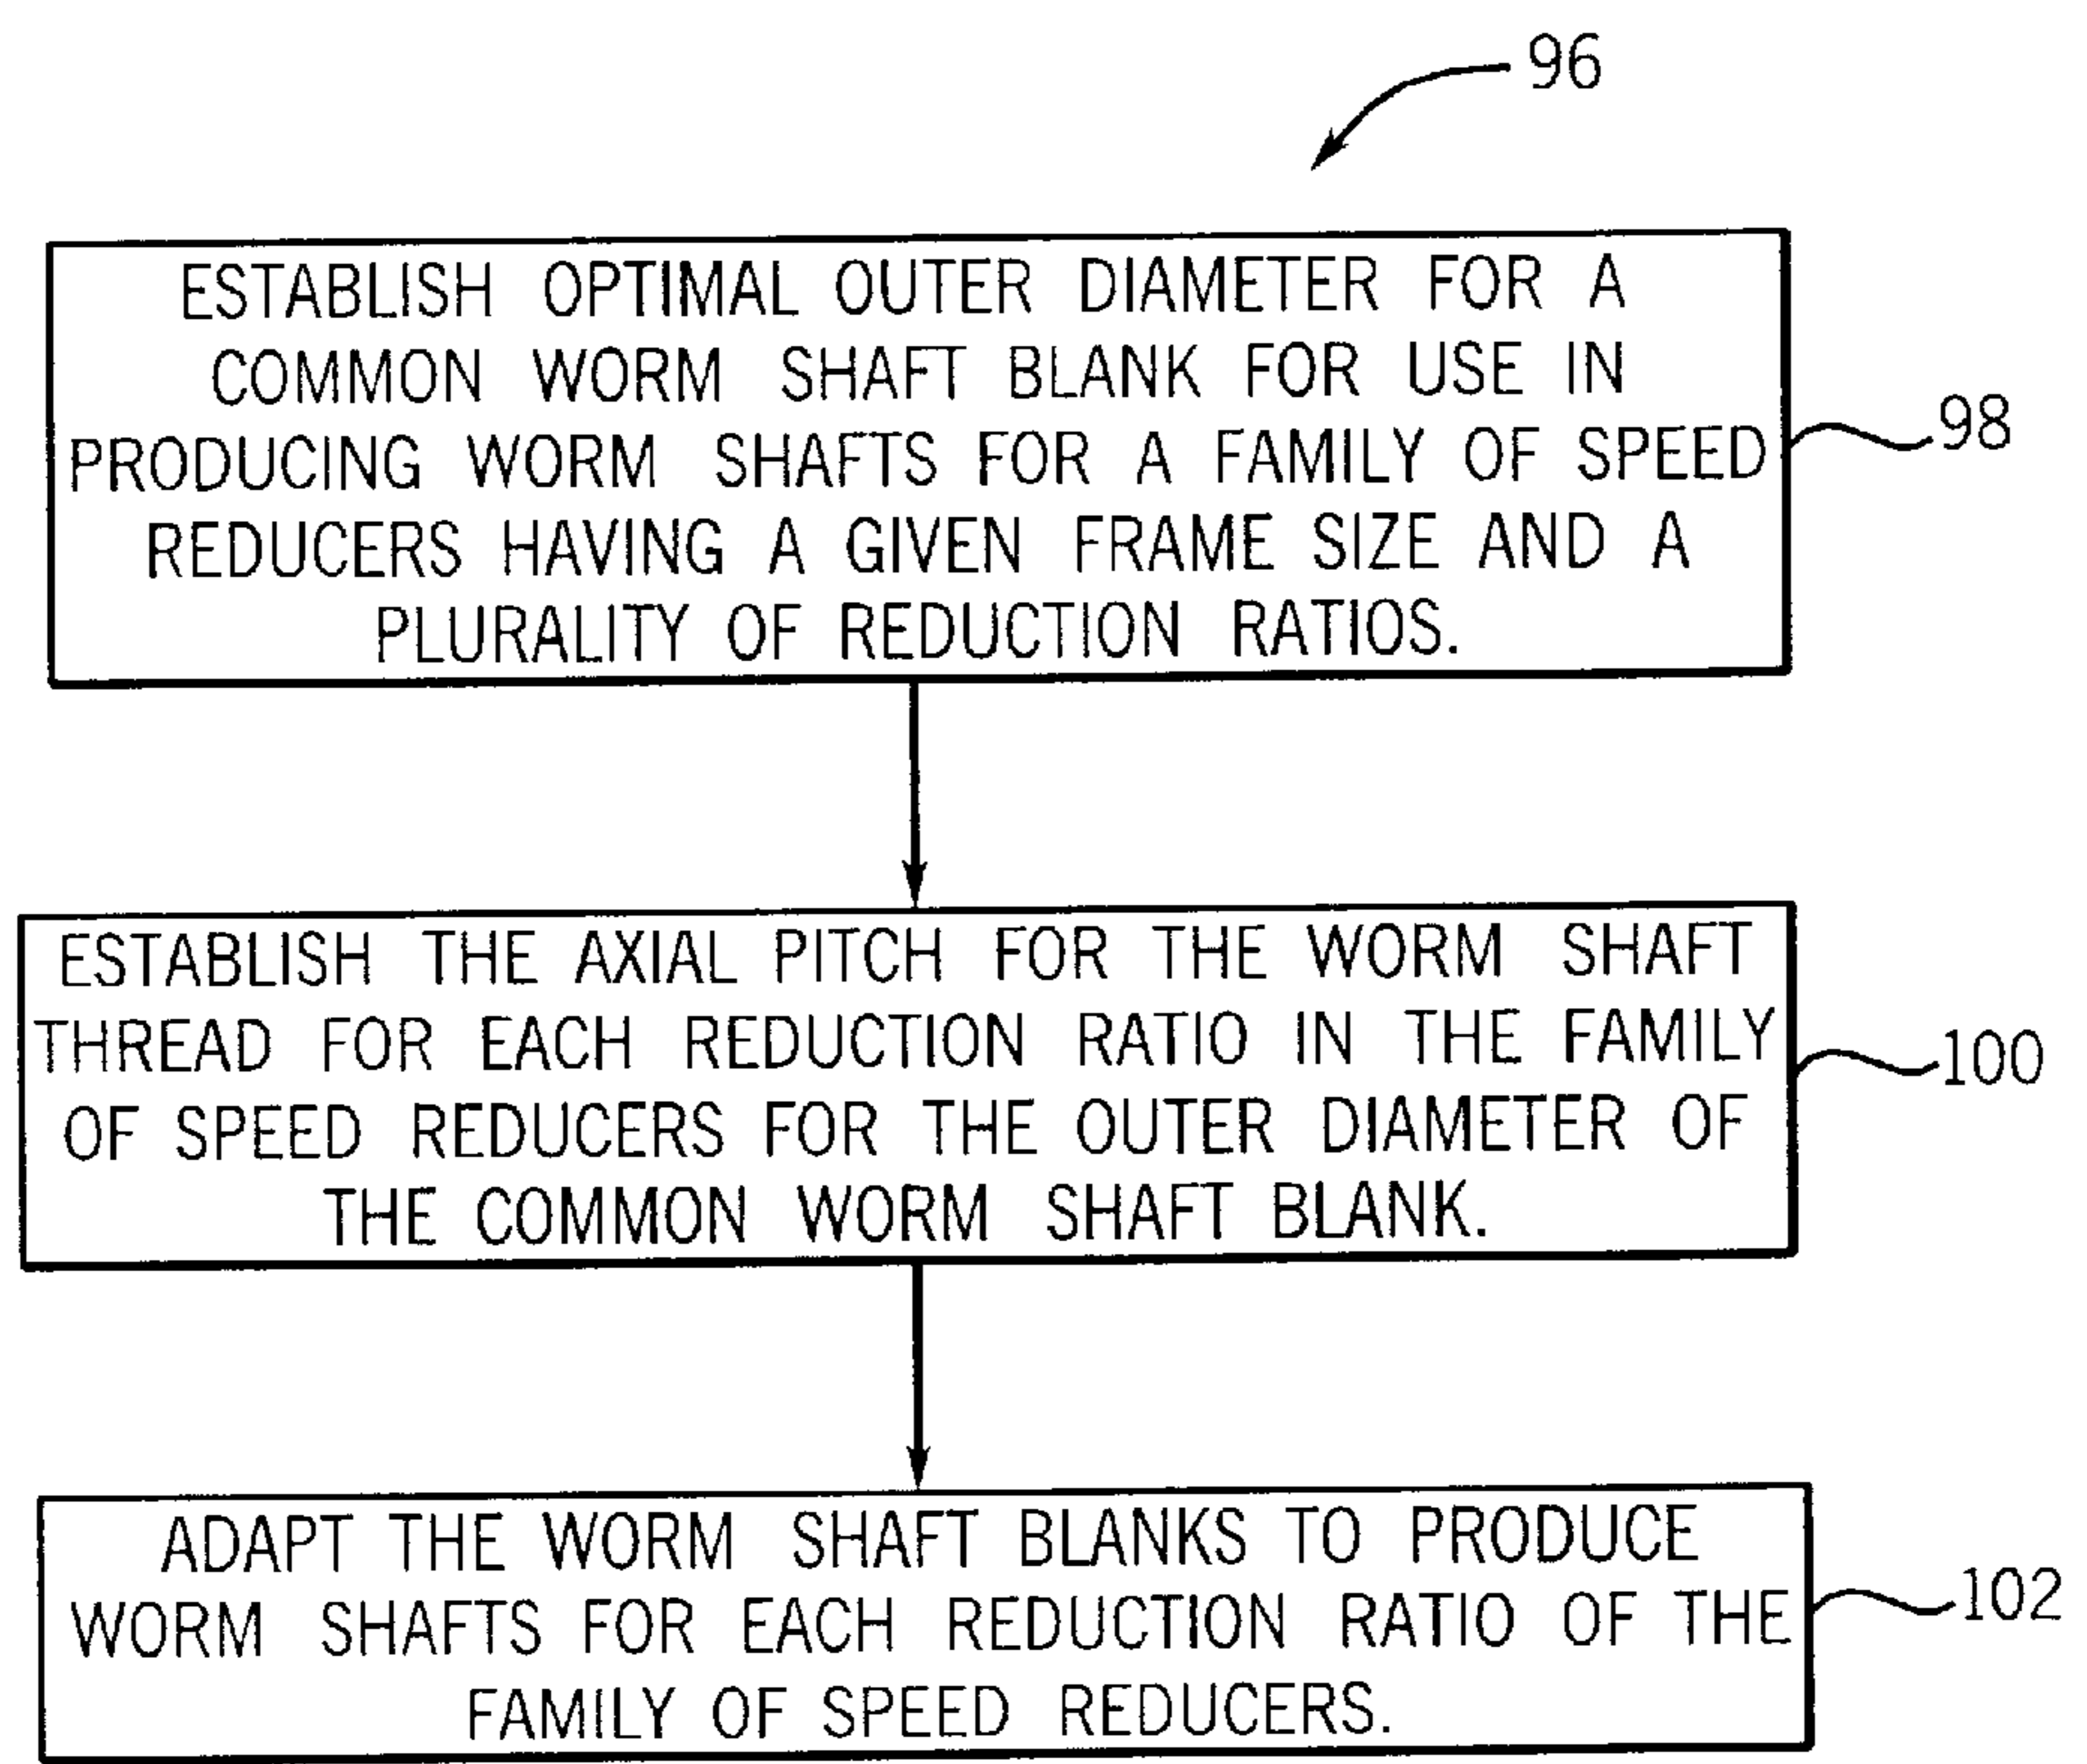 96
ESTABLISH OPTIMAL OUTER DIAMETER FOR A
COMMON WORM SHAFT BLANK FOR USE IN
PRODUCING WORM SHAFTS FOR A FAMILY OF SPEED
REDUCERS HAVING A GIVEN FRAME SIZE AND A
PLURALITY OF REDUCTION RATIOS.
98
ESTABLISH THE AXIAL PITCH FOR THE WORM SHAFT
THREAD FOR EACH REDUCTION RATIO IN THE FAMILY
OF SPEED REDUCERS FOR THE OUTER DIAMETER OF
THE COMMON WORM SHAFT BLANK.
100
ADAPT THE WORM SHAFT BLANKS TO PRODUCE
WORM SHAFTS FOR EACH REDUCTION RATIO OF THE
FAMILY OF SPEED REDUCERS.
102